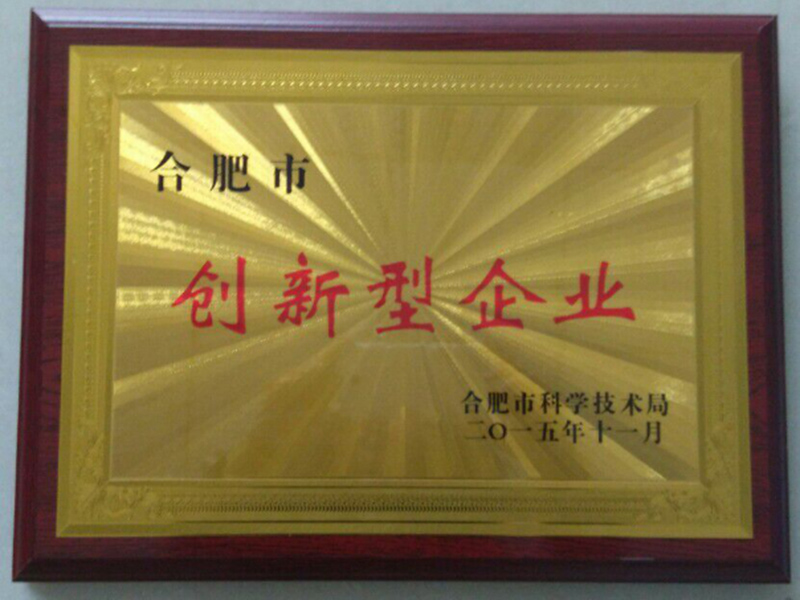 合肥市
创新型企业
合肥市科学技术局
二〇一五年十一月